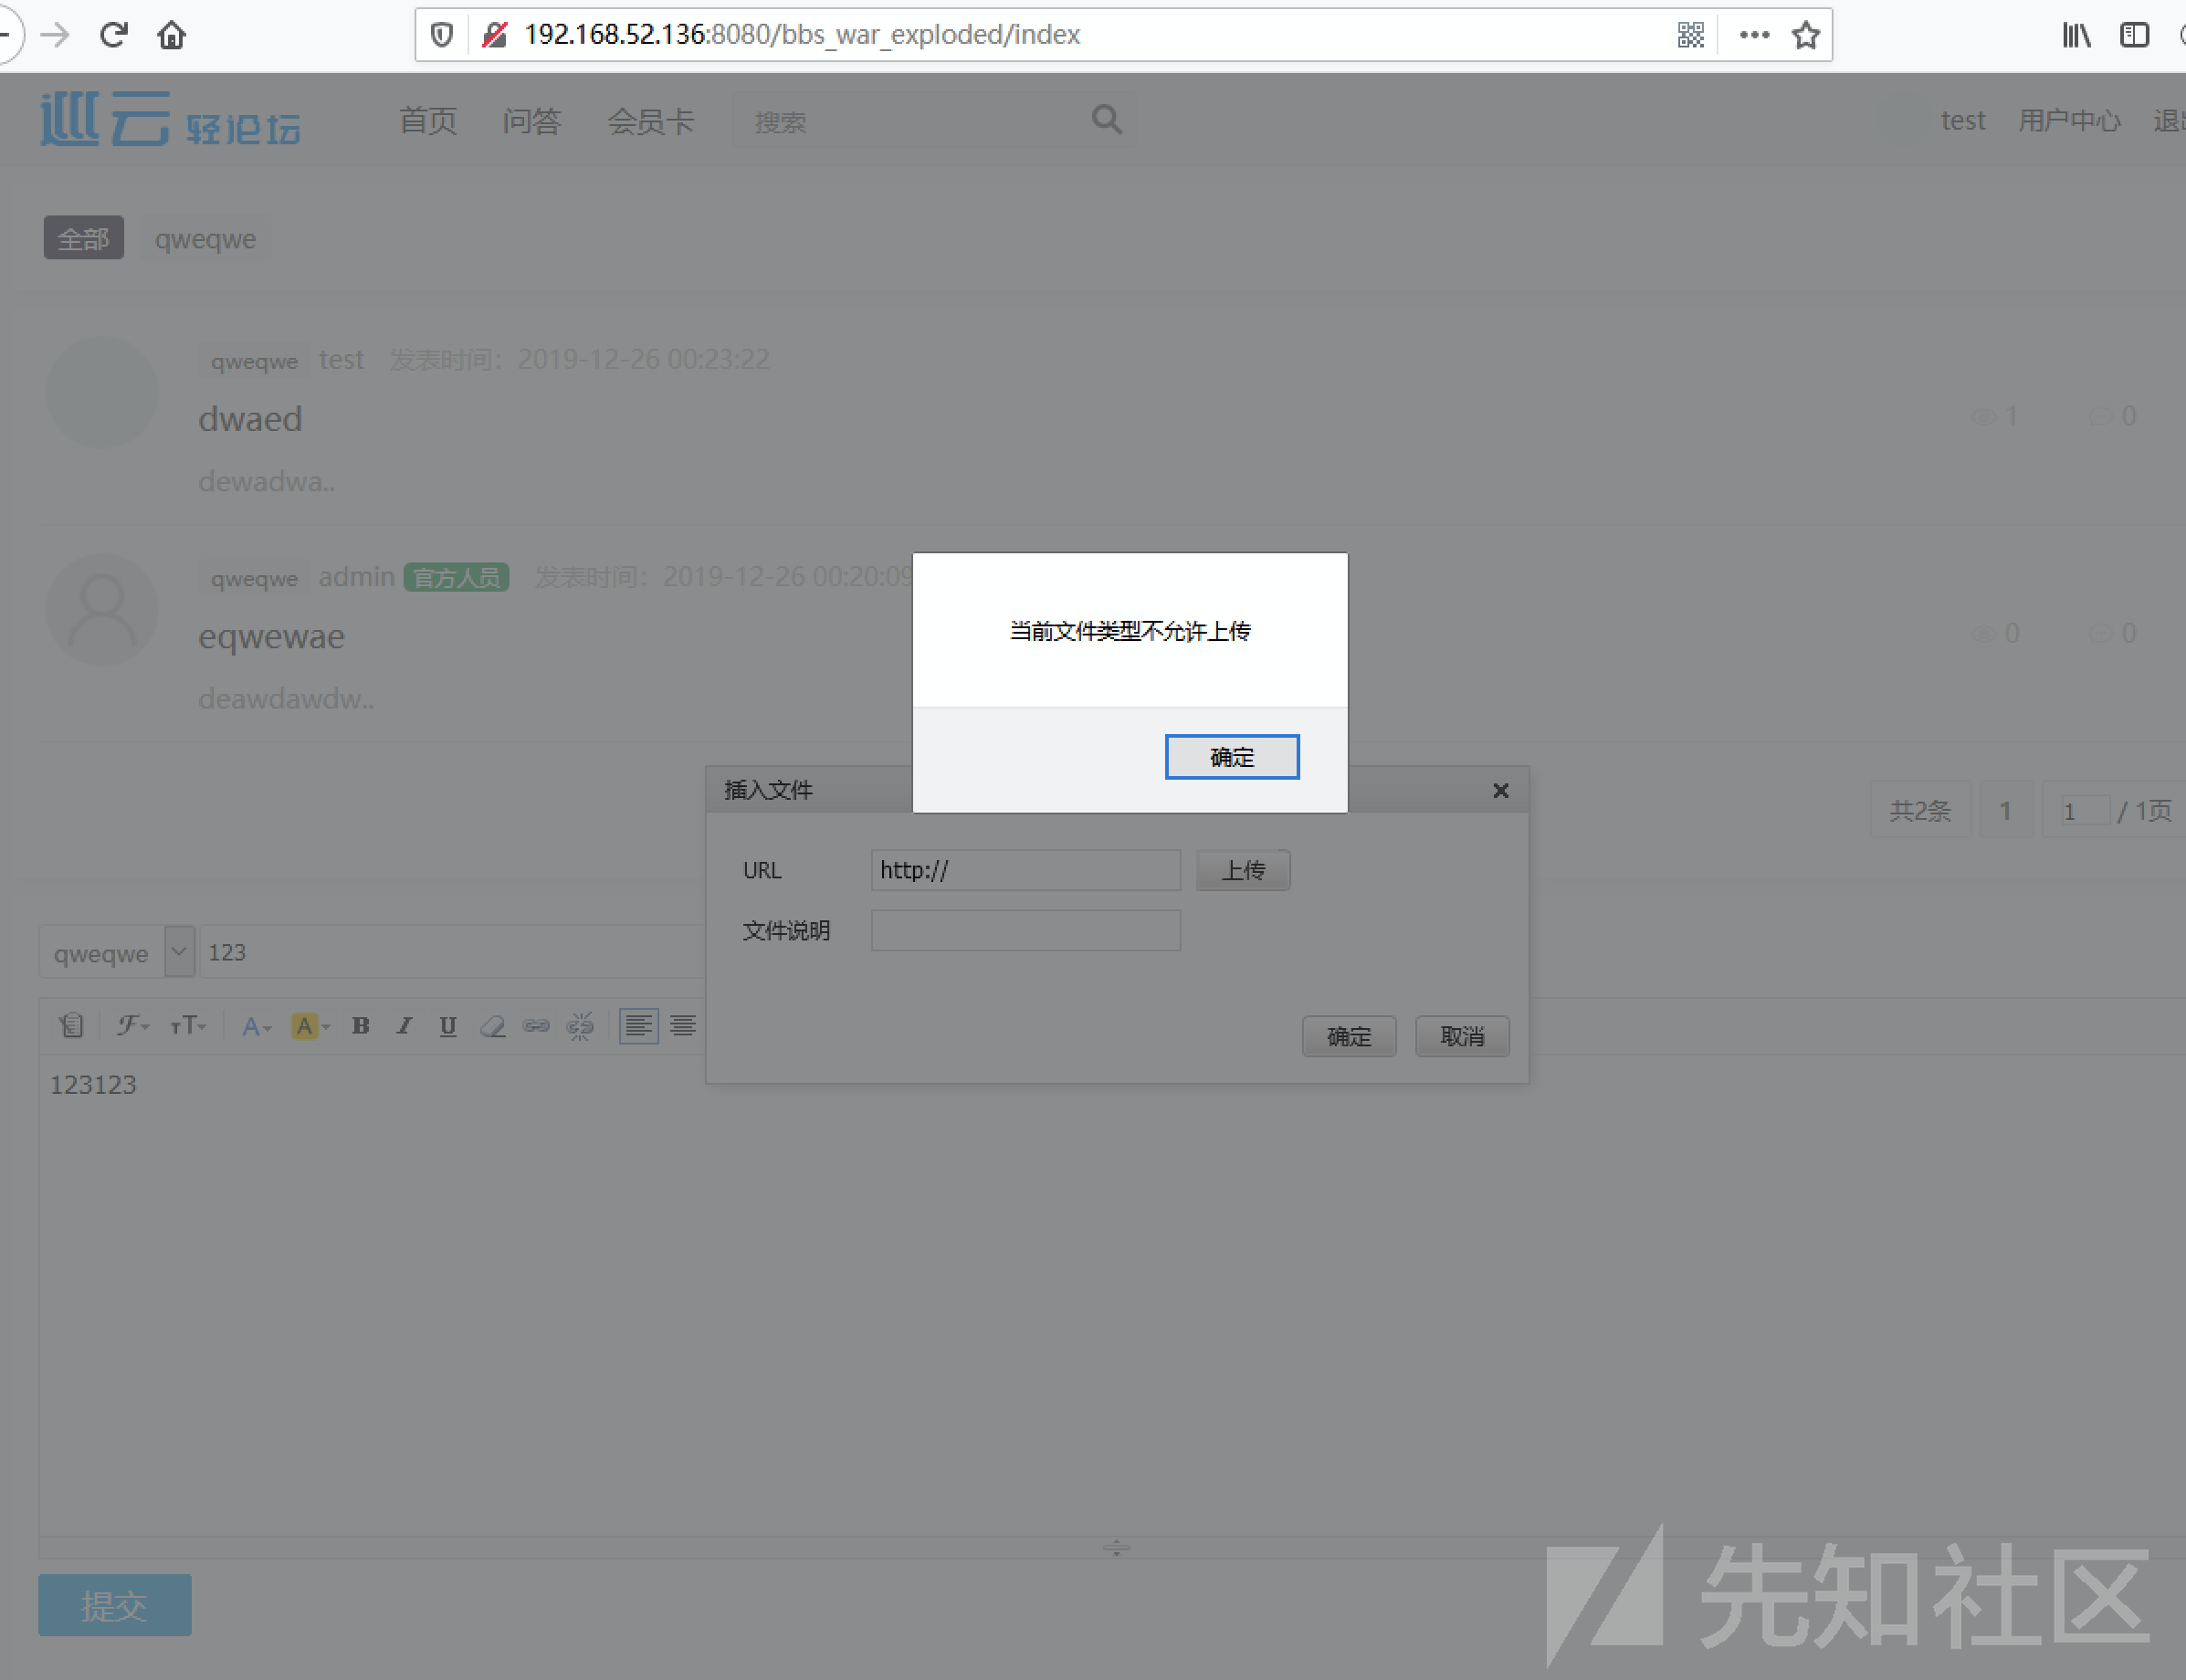 192.168.52.136:8080/bbs_war_exploded/index
巡云 轻论坛 首页 问答 会员卡 搜索 test 用户中心
全部 qweqwe
qweqwe test 发表时间：2019-12-26 00:23:22
dwaed
1 0
dewadwa..
qweqwe admin 官方人员 发表时间：2019-12-26 00:20:09
eqwewae
0 0
deawdawdw..
当前文件类型不允许上传
确定
插入文件
共2条 1 1 / 1页
URL http:// 上传
文件说明
确定 取消
qweqwe 123
123123
提交
先知社区